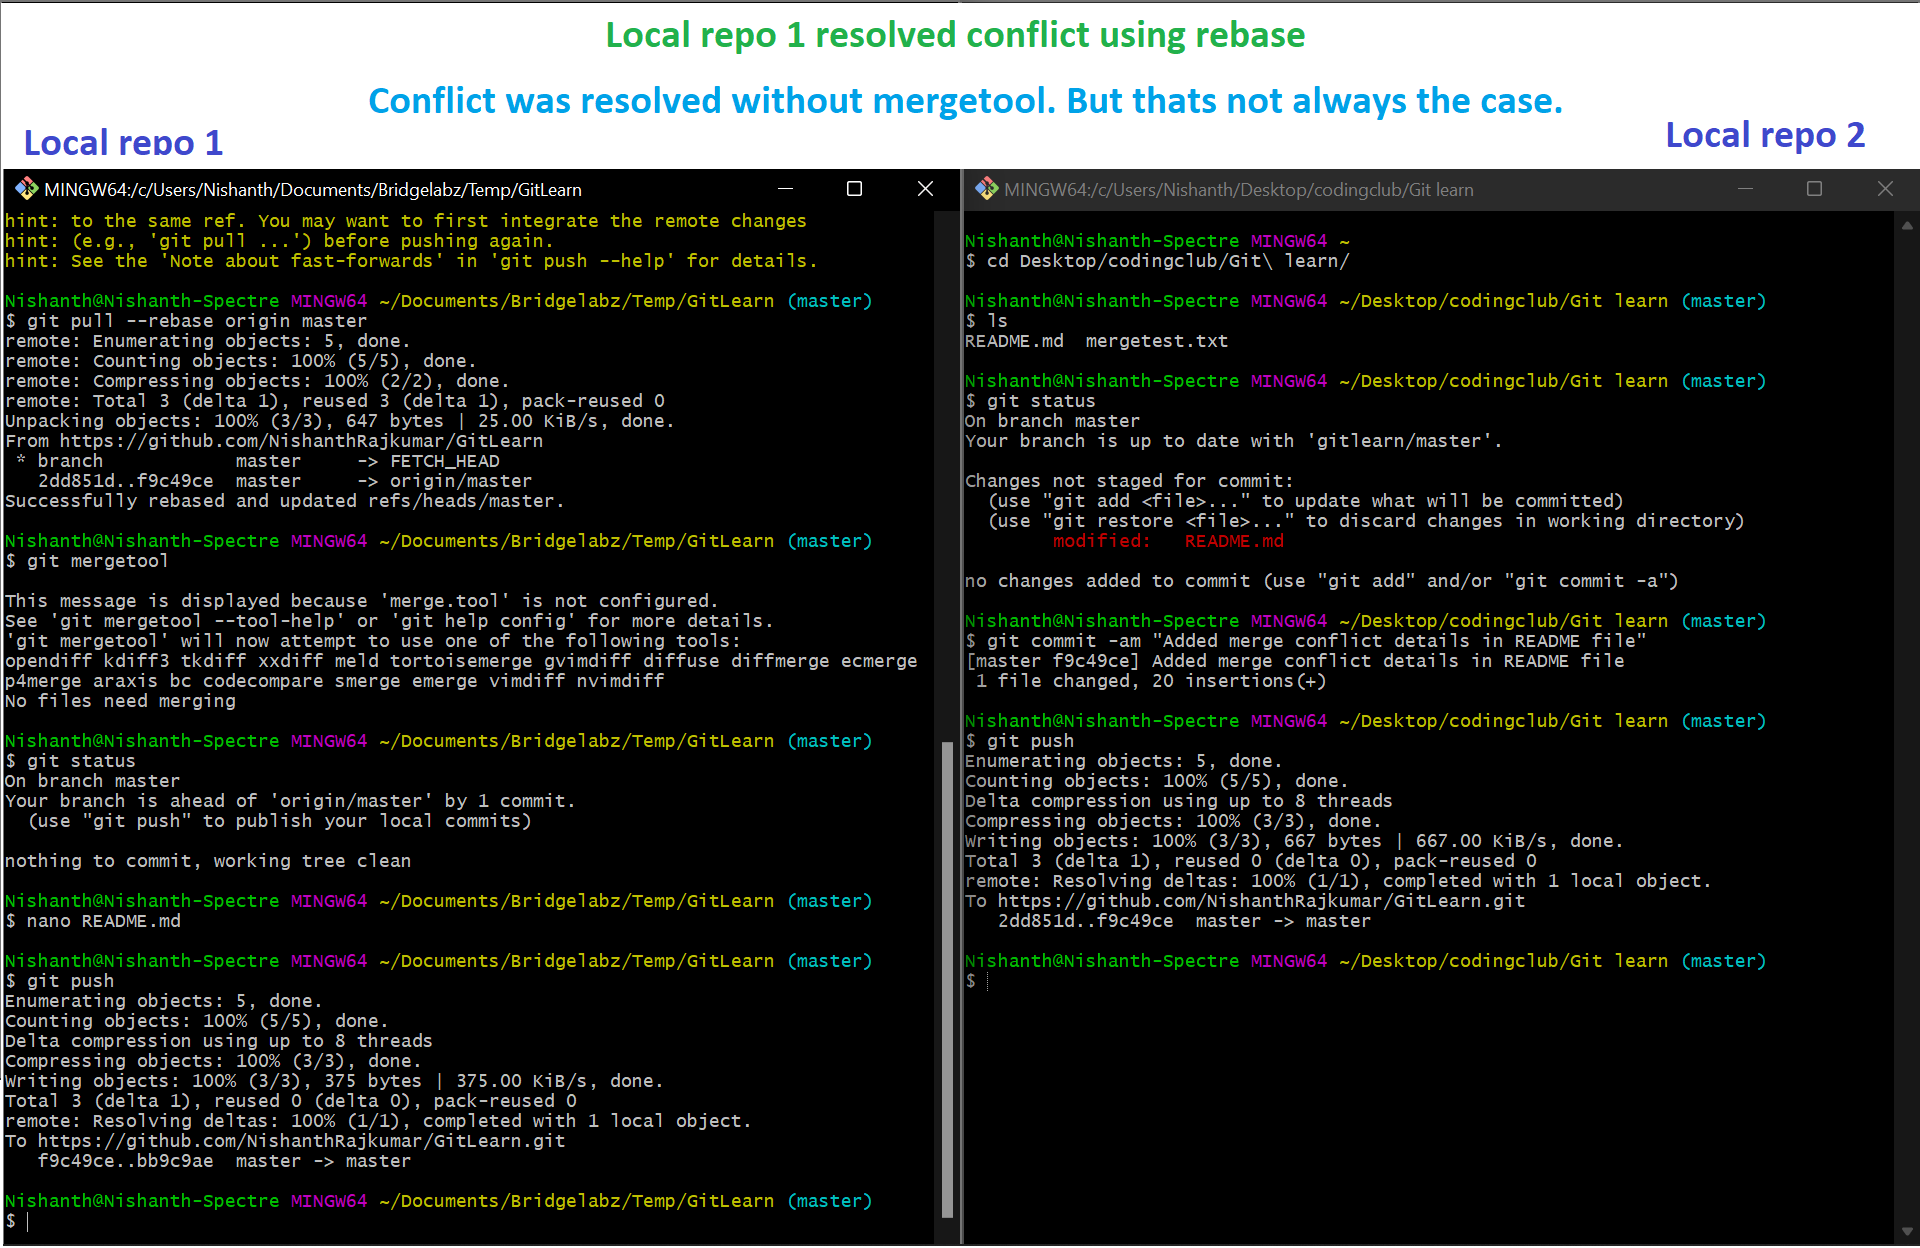 Local repo 1 resolved conflict using rebase
Conflict was resolved without mergetool. But thats not always the case.
Local repo 1
Local repo 2
MINGW64:/c/Users/Nishanth/Documents/Bridgelabz/Temp/GitLearn
hint: to the same ref. You may want to first integrate the remote changes
hint: (e.g., 'git pull ...') before pushing again.
hint: See the 'Note about fast-forwards' in 'git push --help' for details.
Nishanth@Nishanth-Spectre MINGW64 ~/Documents/Bridgelabz/Temp/GitLearn (master)
$ git pull --rebase origin master
remote: Enumerating objects: 5, done.
remote: Counting objects: 100% (5/5), done.
remote: Compressing objects: 100% (2/2), done.
remote: Total 3 (delta 1), reused 3 (delta 1), pack-reused 0
Unpacking objects: 100% (3/3), 647 bytes | 25.00 KiB/s, done.
From https://github.com/NishanthRajkumar/GitLearn
 * branch            master     -> FETCH_HEAD
   2dd851d..f9c49ce  master     -> origin/master
Successfully rebased and updated refs/heads/master.
Nishanth@Nishanth-Spectre MINGW64 ~/Documents/Bridgelabz/Temp/GitLearn (master)
$ git mergetool
This message is displayed because 'merge.tool' is not configured.
See 'git mergetool --tool-help' or 'git help config' for more details.
'git mergetool' will now attempt to use one of the following tools:
opendiff kdiff3 tkdiff xxdiff meld tortoisemerge gvimdiff diffuse diffmerge ecmerge
p4merge araxis bc codecompare smerge emerge vimdiff nvimdiff
No files need merging
Nishanth@Nishanth-Spectre MINGW64 ~/Documents/Bridgelabz/Temp/GitLearn (master)
$ git status
On branch master
Your branch is ahead of 'origin/master' by 1 commit.
  (use "git push" to publish your local commits)
nothing to commit, working tree clean
Nishanth@Nishanth-Spectre MINGW64 ~/Documents/Bridgelabz/Temp/GitLearn (master)
$ nano README.md
Nishanth@Nishanth-Spectre MINGW64 ~/Documents/Bridgelabz/Temp/GitLearn (master)
$ git push
Enumerating objects: 5, done.
Counting objects: 100% (5/5), done.
Delta compression using up to 8 threads
Compressing objects: 100% (3/3), done.
Writing objects: 100% (3/3), 375 bytes | 375.00 KiB/s, done.
Total 3 (delta 1), reused 0 (delta 0), pack-reused 0
remote: Resolving deltas: 100% (1/1), completed with 1 local object.
To https://github.com/NishanthRajkumar/GitLearn.git
   f9c49ce..bb9c9ae  master -> master
Nishanth@Nishanth-Spectre MINGW64 ~/Documents/Bridgelabz/Temp/GitLearn (master)
$
MINGW64:/c/Users/Nishanth/Desktop/codingclub/Git learn
Nishanth@Nishanth-Spectre MINGW64 ~
$ cd Desktop/codingclub/Git\ learn/
Nishanth@Nishanth-Spectre MINGW64 ~/Desktop/codingclub/Git learn (master)
$ ls
README.md  mergetest.txt
Nishanth@Nishanth-Spectre MINGW64 ~/Desktop/codingclub/Git learn (master)
$ git status
On branch master
Your branch is up to date with 'gitlearn/master'.
Changes not staged for commit:
  (use "git add <file>..." to update what will be committed)
  (use "git restore <file>..." to discard changes in working directory)
        modified:   README.md
no changes added to commit (use "git add" and/or "git commit -a")
Nishanth@Nishanth-Spectre MINGW64 ~/Desktop/codingclub/Git learn (master)
$ git commit -am "Added merge conflict details in README file"
[master f9c49ce] Added merge conflict details in README file
 1 file changed, 20 insertions(+)
Nishanth@Nishanth-Spectre MINGW64 ~/Desktop/codingclub/Git learn (master)
$ git push
Enumerating objects: 5, done.
Counting objects: 100% (5/5), done.
Delta compression using up to 8 threads
Compressing objects: 100% (3/3), done.
Writing objects: 100% (3/3), 667 bytes | 667.00 KiB/s, done.
Total 3 (delta 1), reused 0 (delta 0), pack-reused 0
remote: Resolving deltas: 100% (1/1), completed with 1 local object.
To https://github.com/NishanthRajkumar/GitLearn.git
   2dd851d..f9c49ce  master -> master
Nishanth@Nishanth-Spectre MINGW64 ~/Desktop/codingclub/Git learn (master)
$